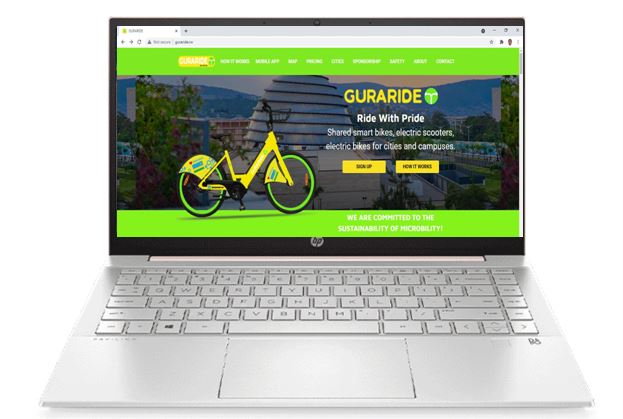 GURARIDE
Not secure | guraride.rw
GURARIDE
HOW IT WORKS
MOBILE APP
MAP
PRICING
CITIES
SPONSORSHIP
SAFETY
ABOUT
CONTACT
GURARIDE
Ride With Pride
Shared smart bikes, electric scooters,
electric bikes for cities and campuses.
SIGN UP
HOW IT WORKS
WE ARE COMMITTED TO THE
SUSTAINABILITY OF MICROBILITY!
hp
Q W E R T Y U I O P
A S D F G H J K L
Z X C V B N M
PAVILION
B&O